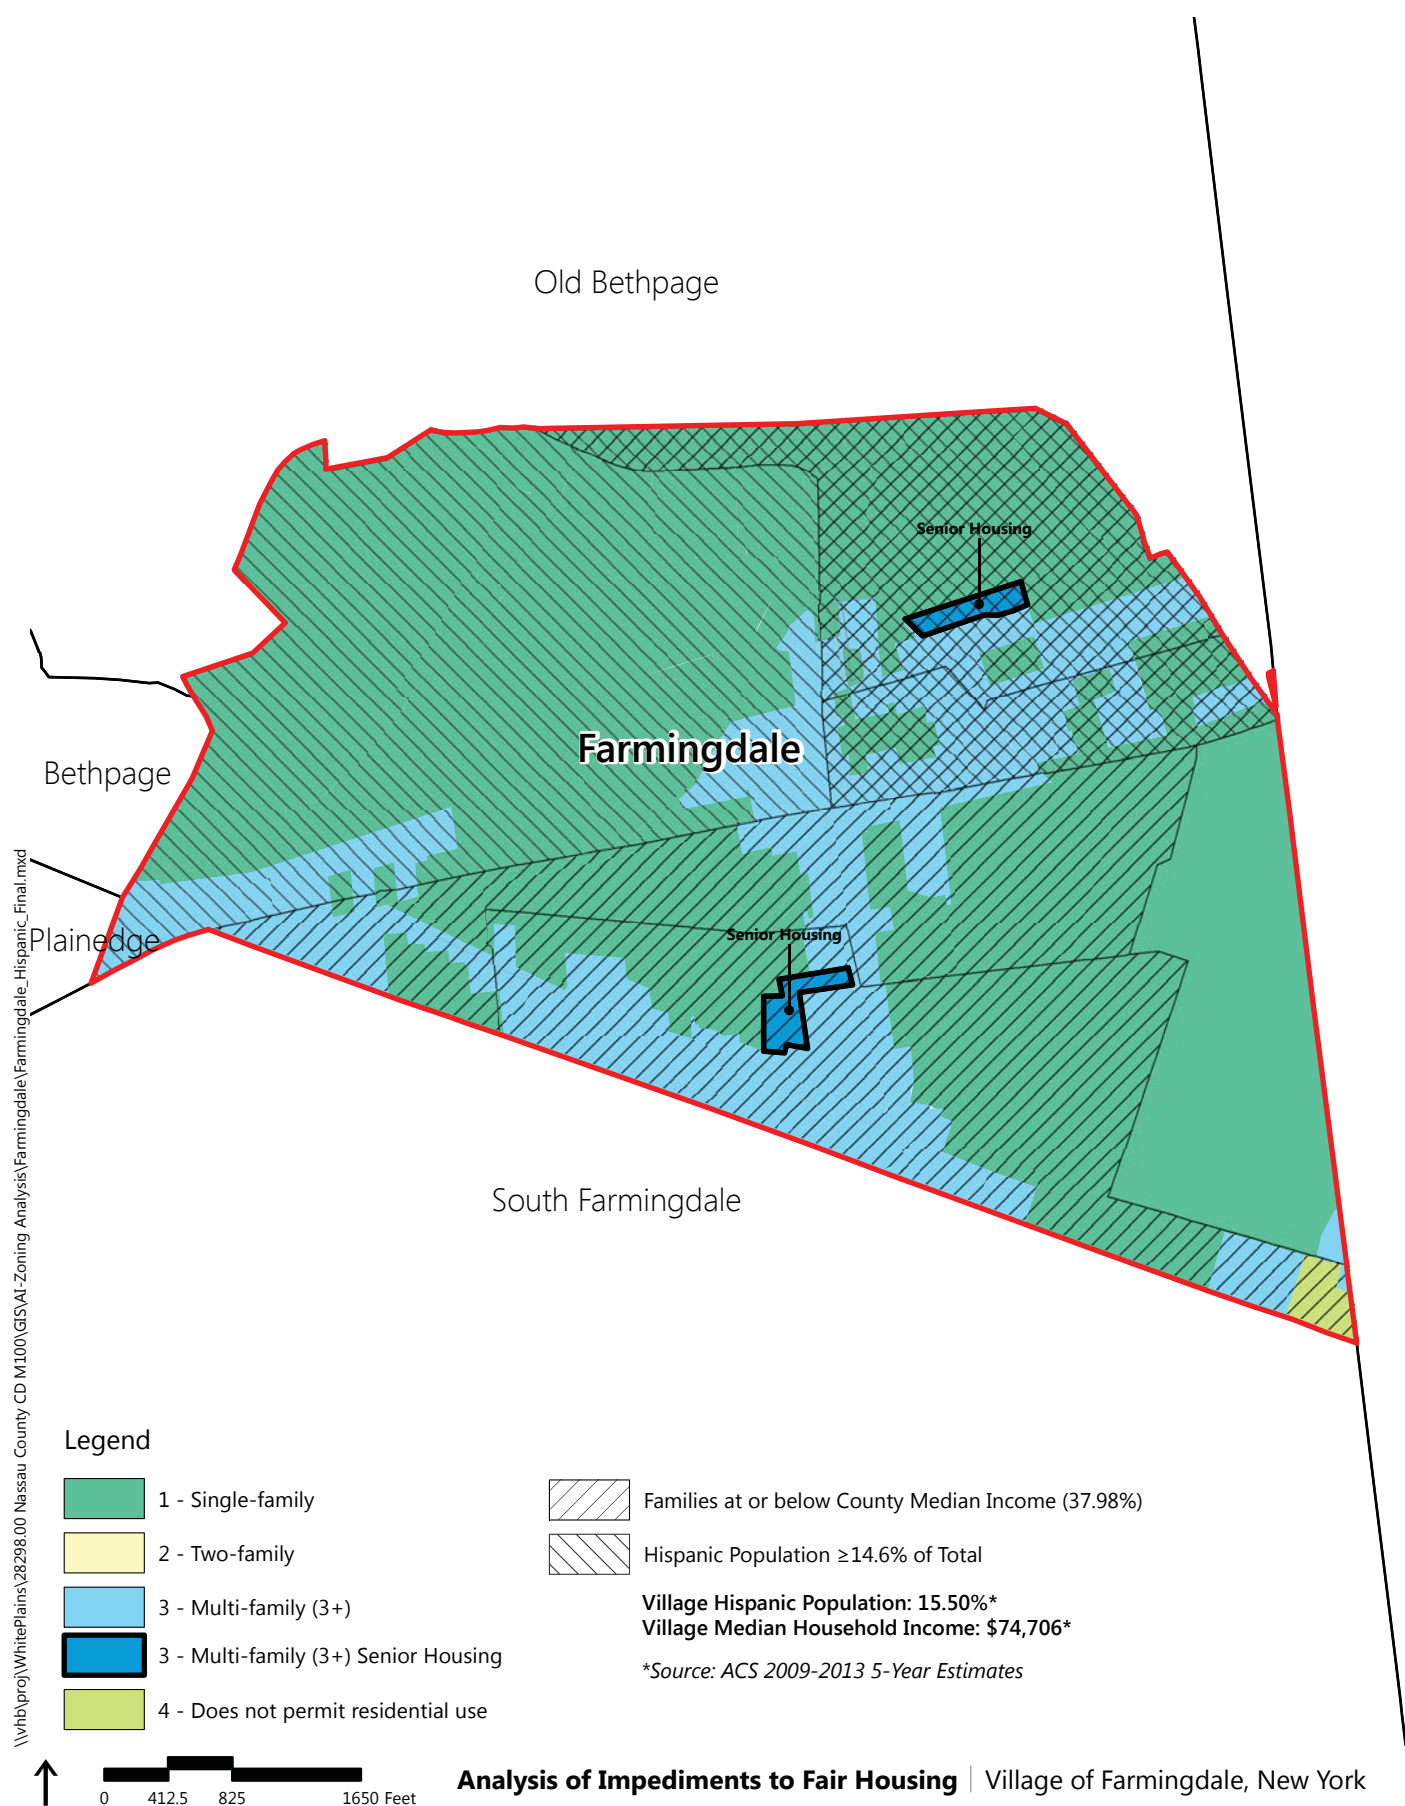 Old Bethpage
Senior Housing
Farmingdale
Bethpage
Plainedge
Senior Housing
South Farmingdale
\\vhb\proj\WhitePlains\28298.00 Nassau County CD M100\GIS\AI-Zoning Analysis\Farmingdale\Farmingdale_Hispanic_Final.mxd
Legend
1 - Single-family
2 - Two-family
3 - Multi-family (3+)
3 - Multi-family (3+) Senior Housing
4 - Does not permit residential use
Families at or below County Median Income (37.98%)
Hispanic Population ≥14.6% of Total
Village Hispanic Population: 15.50%*
Village Median Household Income: $74,706*
*Source: ACS 2009-2013 5-Year Estimates
0 412.5 825 1650 Feet
Analysis of Impediments to Fair Housing | Village of Farmingdale, New York